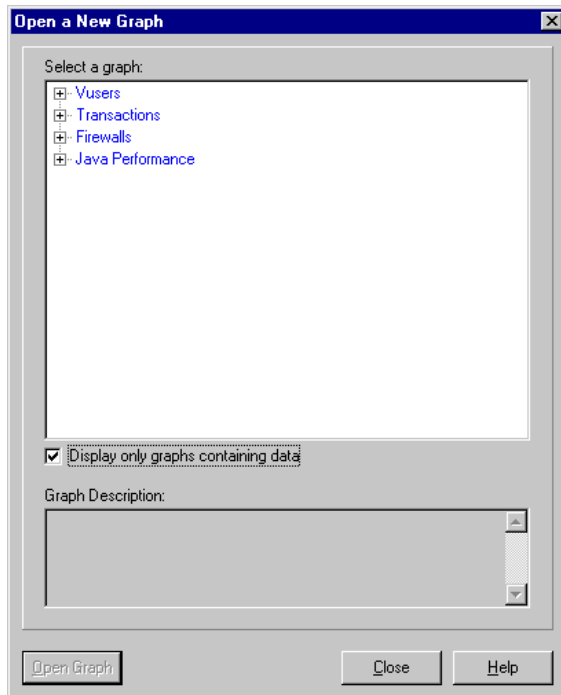 Open a New Graph
Select a graph:
Vusers
Transactions
Firewalls
Java Performance
Display only graphs containing data
Graph Description:
Open Graph
Close
Help